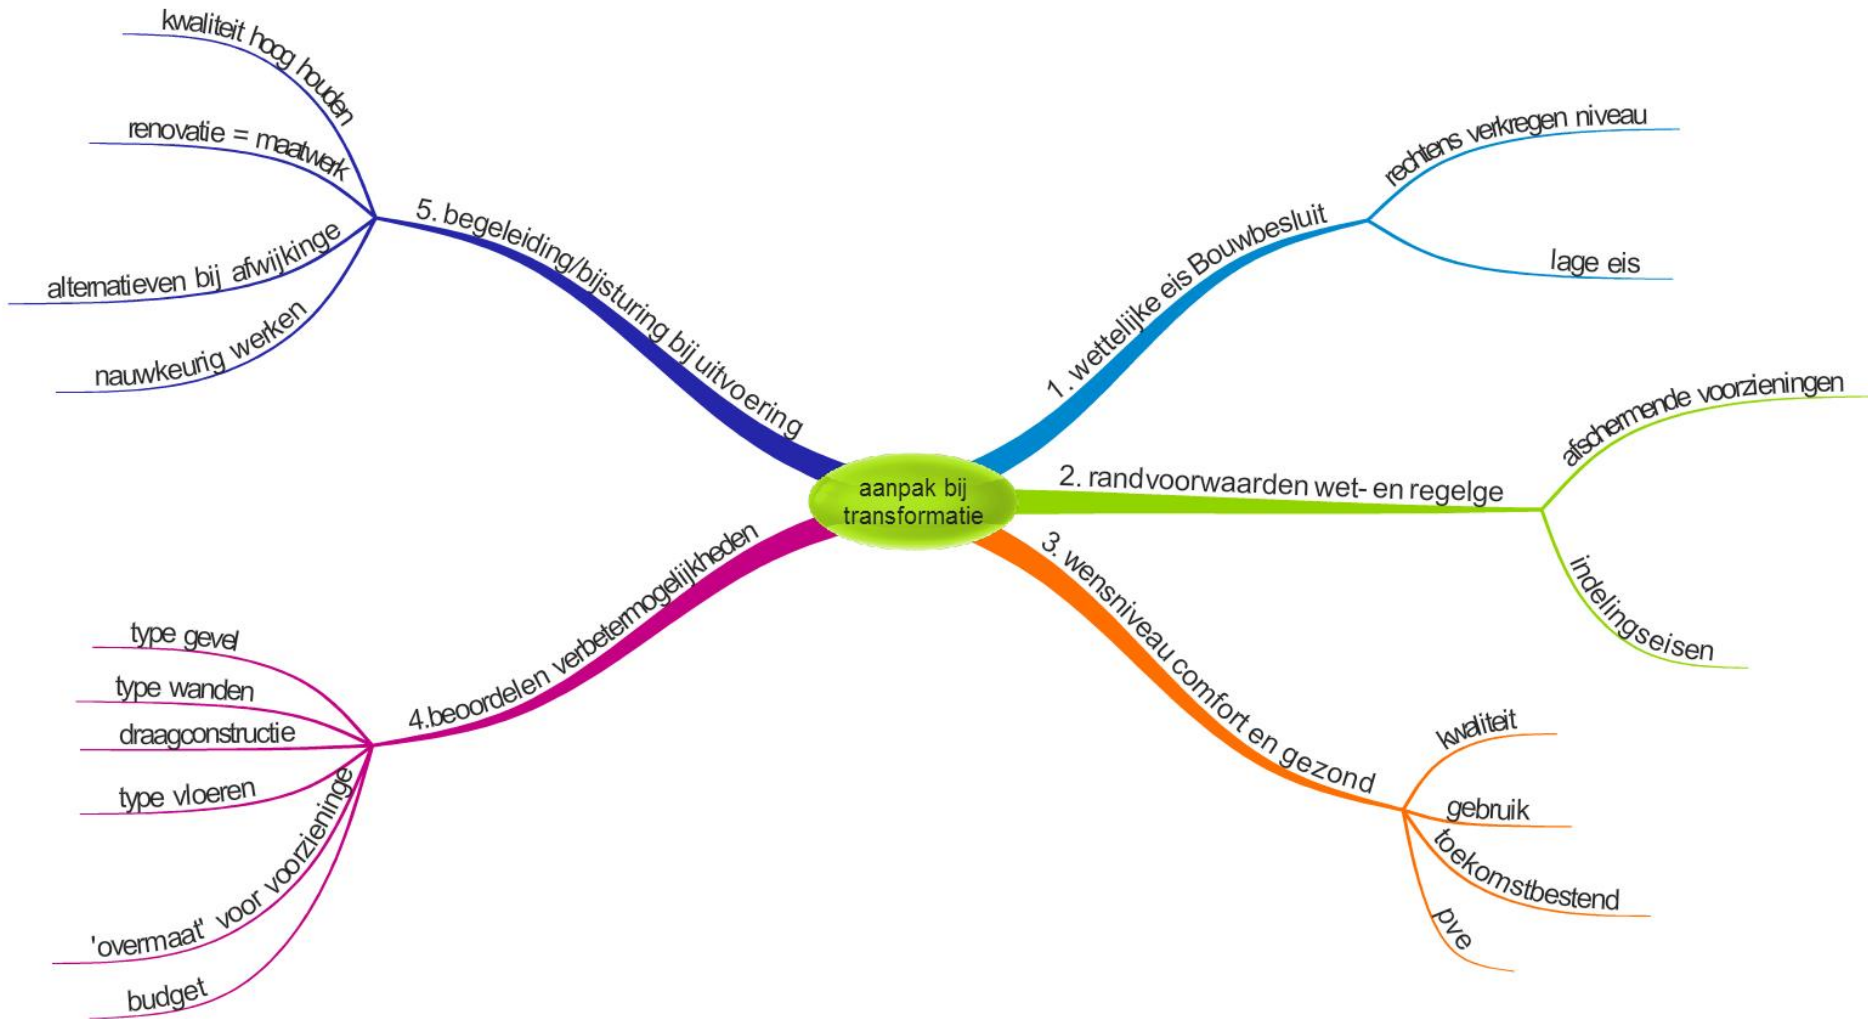 aanpak bij
transformatie
1. wettelijke eis Bouwbesluit
rechtens verkregen niveau
lage eis
2. randvoorwaarden wet- en regelge
afschermende voorzieningen
indelingseisen
3. wensniveau comfort en gezond
kwaliteit
gebruik
toekomstbestend
pve
4.beoordelen verbetermogelijkheden
type gevel
type wanden
draagconstructie
type vloeren
'overmaat' voor voorzieninge
budget
5. begeleiding/bijsturing bij uitvoering
kwaliteit hoog houden
renovatie = maatwerk
alternatieven bij afwijkinge
nauwkeurig werken